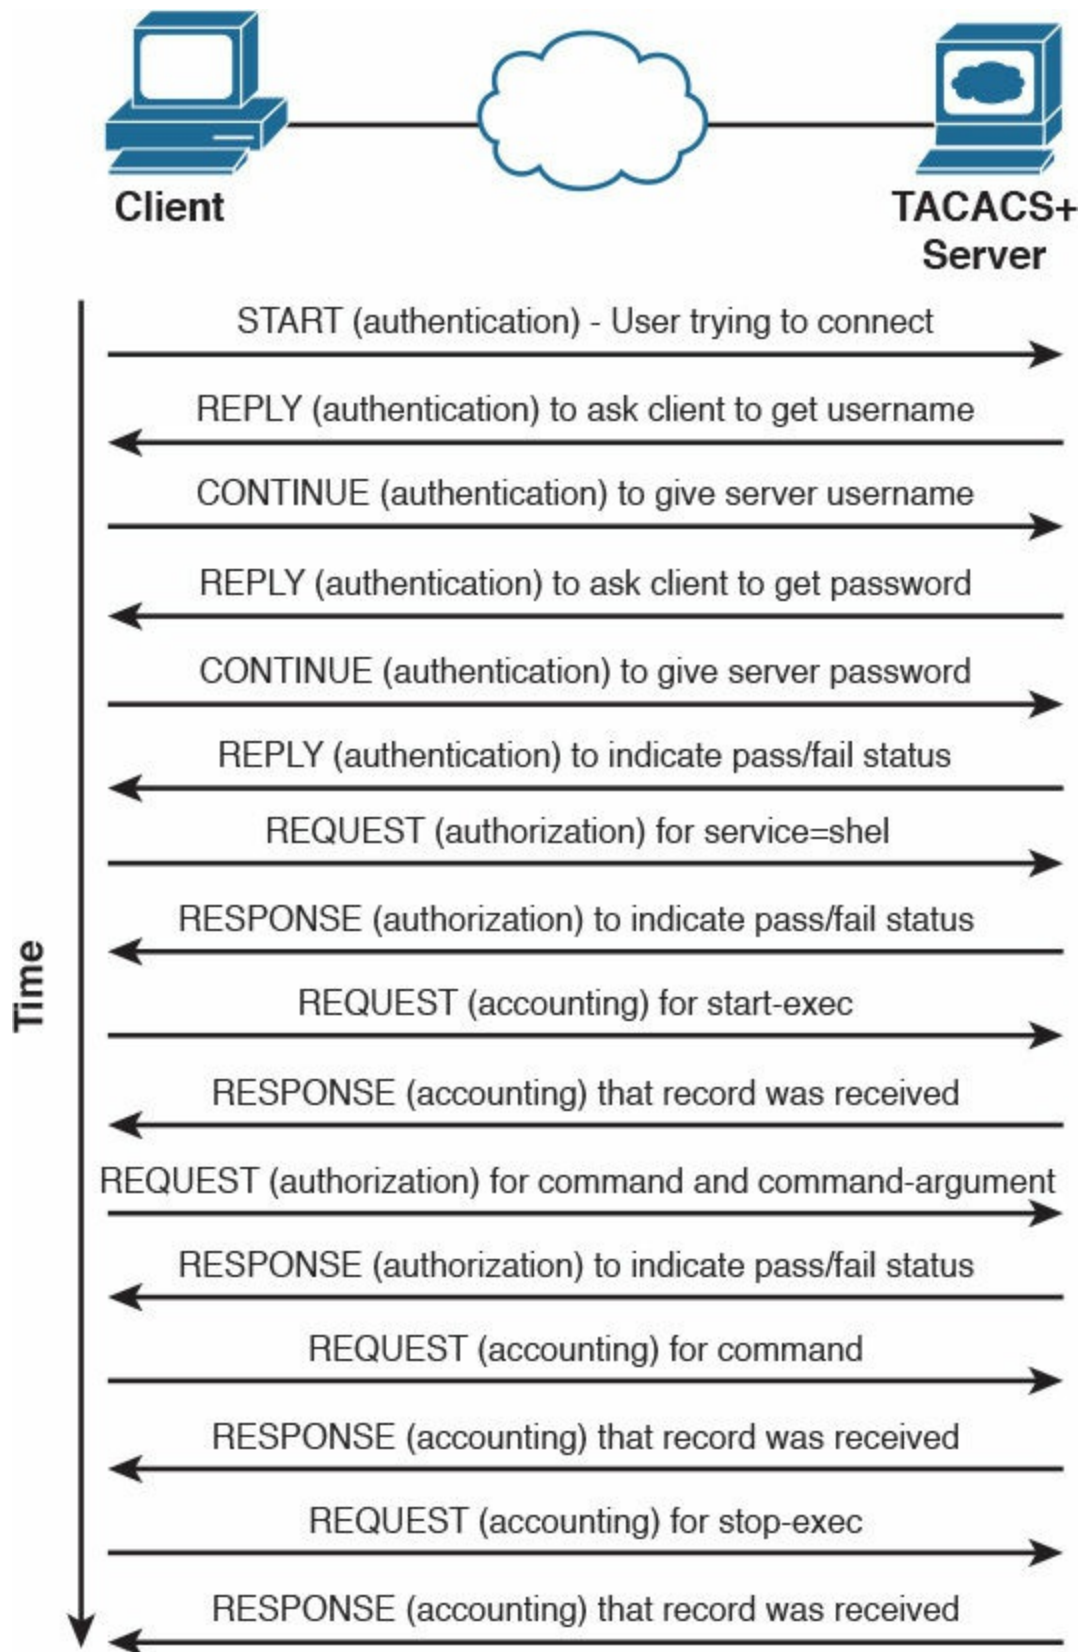 Client
TACACS+
Server
START (authentication) - User trying to connect
REPLY (authentication) to ask client to get username
CONTINUE (authentication) to give server username
REPLY (authentication) to ask client to get password
CONTINUE (authentication) to give server password
REPLY (authentication) to indicate pass/fail status
REQUEST (authorization) for service=shel
RESPONSE (authorization) to indicate pass/fail status
Time
REQUEST (accounting) for start-exec
RESPONSE (accounting) that record was received
REQUEST (authorization) for command and command-argument
RESPONSE (authorization) to indicate pass/fail status
REQUEST (accounting) for command
RESPONSE (accounting) that record was received
REQUEST (accounting) for stop-exec
RESPONSE (accounting) that record was received